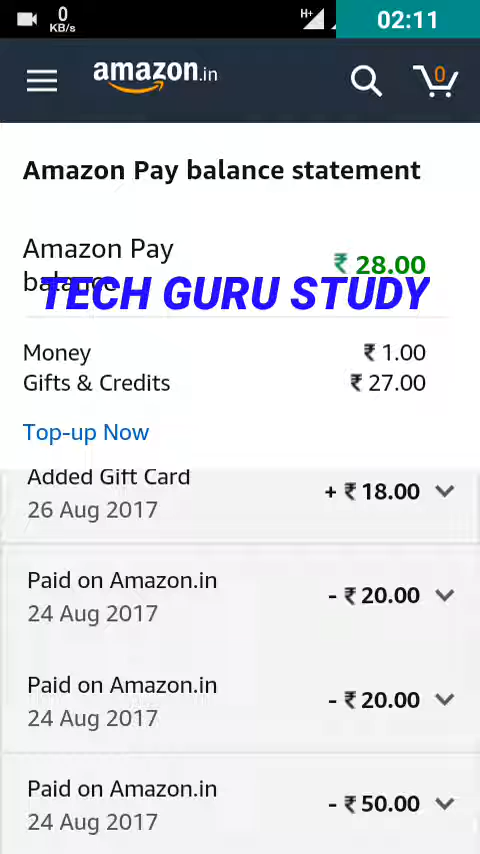 0
KB/s
H+
02:11
amazon.in
0
Amazon Pay balance statement
Amazon Pay
balance
₹ 28.00
TECH GURU STUDY
Money
₹ 1.00
Gifts & Credits
₹ 27.00
Top-up Now
Added Gift Card
+ ₹ 18.00
26 Aug 2017
Paid on Amazon.in
- ₹ 20.00
24 Aug 2017
Paid on Amazon.in
- ₹ 20.00
24 Aug 2017
Paid on Amazon.in
- ₹ 50.00
24 Aug 2017